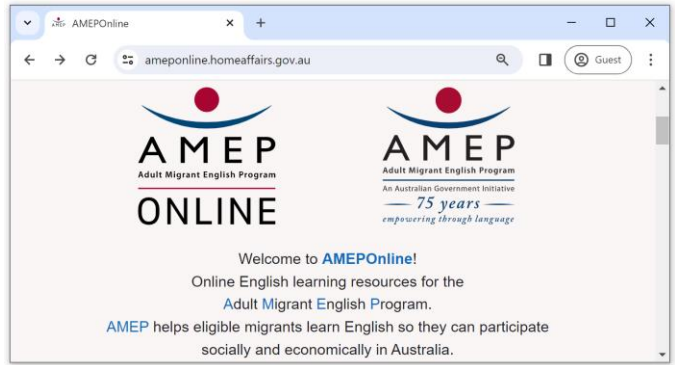 AMEPOnline
ameponline.homeaffairs.gov.au
Guest
AMEP
Adult Migrant English Program
ONLINE
AMEP
Adult Migrant English Program
An Australian Government Initiative
75 years
empowering through language
Welcome to AMEPOnline!
Online English learning resources for the
Adult Migrant English Program.
AMEP helps eligible migrants learn English so they can participate
socially and economically in Australia.